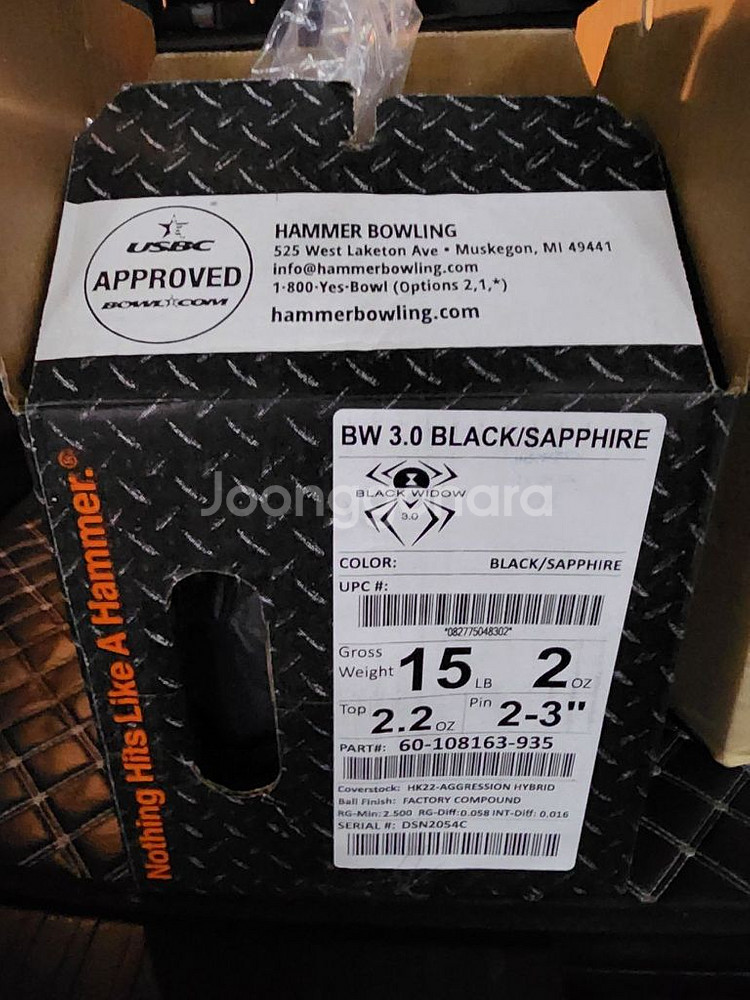 USBC
APPROVED
BOWL.COM
HAMMER BOWLING
525 West Laketon Ave • Muskegon, MI 49441
info@hammerbowling.com
1-800-Yes-Bowl (Options 2,1,*)
hammerbowling.com
Nothing Hits Like A Hammer.®
BW 3.0 BLACK/SAPPHIRE
BLACK WIDOW
3.0
Joonggonara
COLOR: BLACK/SAPPHIRE
UPC #:
*082775048302*
Gross Weight 15 LB 2 OZ
Top 2.2 OZ Pin 2-3"
PART#: 60-108163-935
Coverstock: HK22-AGGRESSION HYBRID
Ball Finish: FACTORY COMPOUND
RG-Min: 2.500 RG-Diff:0.058 INT-Diff: 0.016
SERIAL #: DSN2054C